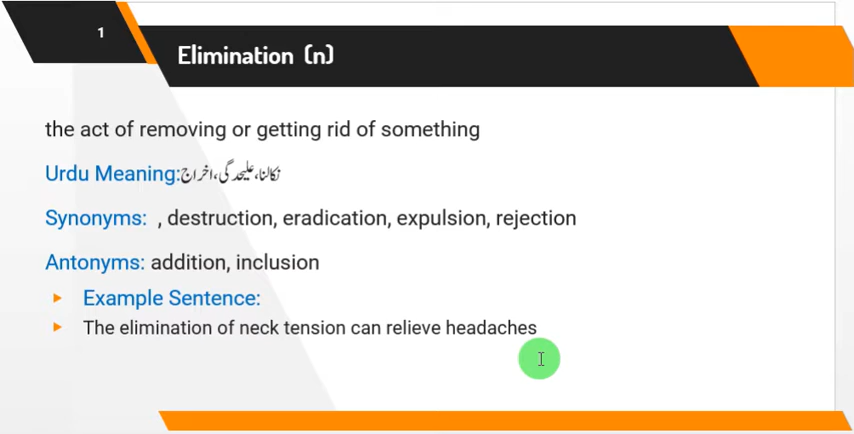 1
Elimination (n)
the act of removing or getting rid of something
Urdu Meaning:نکالنا،علیحدگی،اخراج
Synonyms: , destruction, eradication, expulsion, rejection
Antonyms: addition, inclusion
Example Sentence:
The elimination of neck tension can relieve headaches